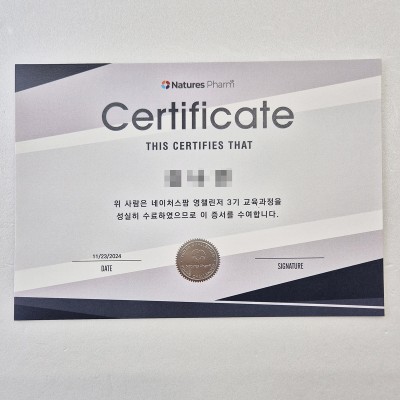 Natures Pharm
Certificate
THIS CERTIFIES THAT
위 사람은 네이처스팜 영챌린저 3기 교육과정을
성실히 수료하였으므로 이 증서를 수여합니다.
11/23/2024
DATE
SIGNATURE